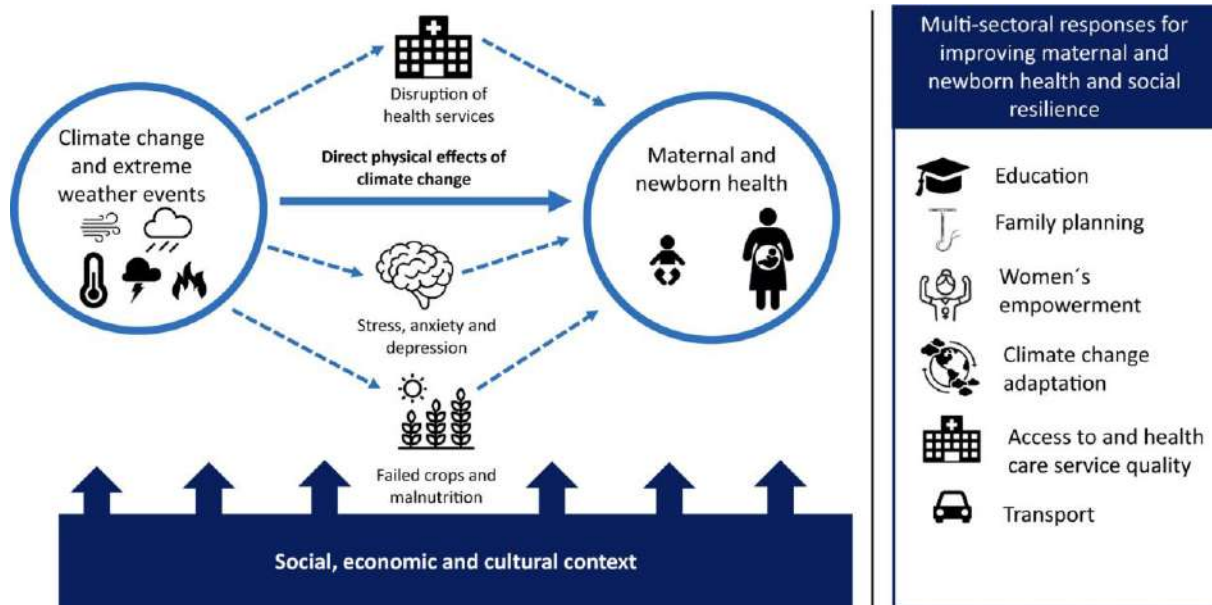 Disruption of
health services
Climate change
and extreme
weather events
Direct physical effects of
climate change
Maternal and
newborn health
Stress, anxiety and
depression
Failed crops and
malnutrition
Social, economic and cultural context
Multi-sectoral responses for
improving maternal and
newborn health and social
resilience
Education
Family planning
Women´s
empowerment
Climate change
adaptation
Access to and health
care service quality
Transport